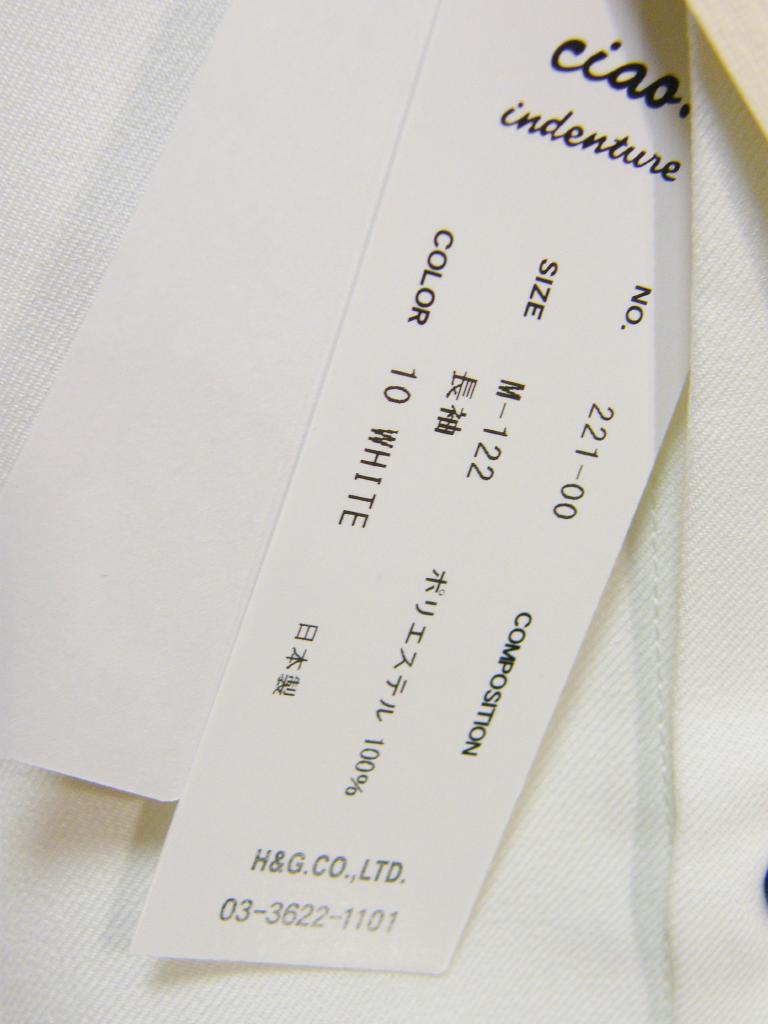 ciao.
indenture
NO. 221-00
SIZE M-122
長袖
COLOR 10 WHITE
COMPOSITION
ポリエステル 100%
日本製
H&G.CO.,LTD.
03-3622-1101